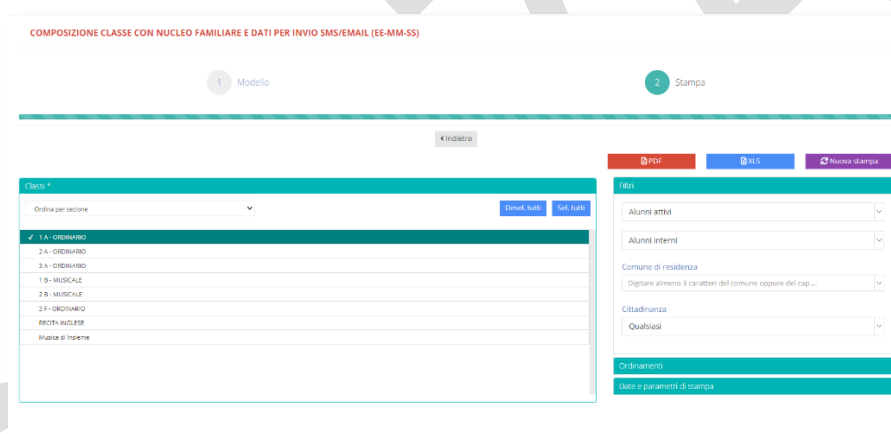 COMPOSIZIONE CLASSE CON NUCLEO FAMILIARE E DATI PER INVIO SMS/EMAIL (EE-MM-SS)
1 Modello
2 Stampa
Indietro
PDF
XLS
Nuova stampa
Classi *
Ordina per sezione
Desel. tutti
Sel. tutti
1 A - ORDINARIO
2 A - ORDINARIO
3 A - ORDINARIO
1 B - MUSICALE
2 B - MUSICALE
3 F - ORDINARIO
RECITA INGLESE
Musica di Insieme
Filtri
Alunni attivi
Alunni interni
Comune di residenza
Digitare almeno 3 caratteri del comune oppure del cap ...
Cittadinanza
Qualsiasi
Ordinamenti
Date e parametri di stampa